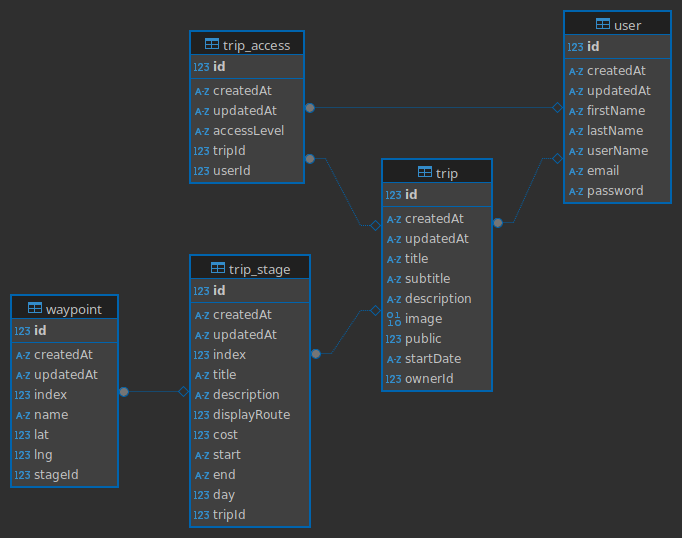 trip_access
123 id
A-Z createdAt
A-Z updatedAt
A-Z accessLevel
123 tripId
123 userId
user
123 id
A-Z createdAt
A-Z updatedAt
A-Z firstName
A-Z lastName
A-Z userName
A-Z email
A-Z password
trip
123 id
A-Z createdAt
A-Z updatedAt
A-Z title
A-Z subtitle
A-Z description
01 10 image
123 public
A-Z startDate
123 ownerId
trip_stage
123 id
A-Z createdAt
A-Z updatedAt
123 index
A-Z title
A-Z description
123 displayRoute
123 cost
A-Z start
A-Z end
123 day
123 tripId
waypoint
123 id
A-Z createdAt
A-Z updatedAt
123 index
A-Z name
123 lat
123 lng
123 stageId